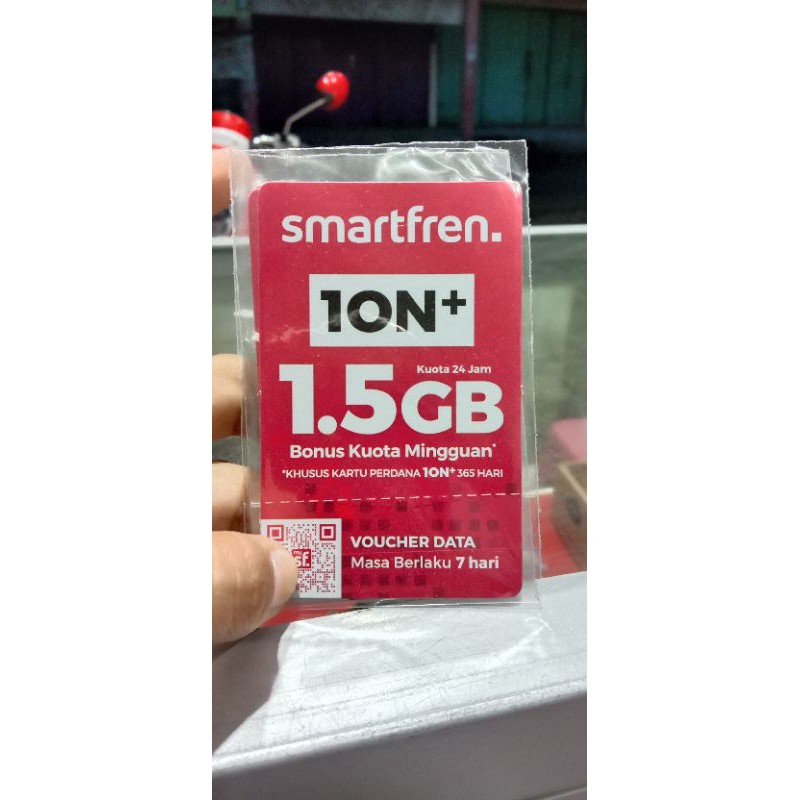 smartfren.
1ON+
Kuota 24 Jam
1.5GB
Bonus Kuota Mingguan*
*KHUSUS KARTU PERDANA 1ON+ 365 HARI
sf.
VOUCHER DATA
Masa Berlaku 7 hari